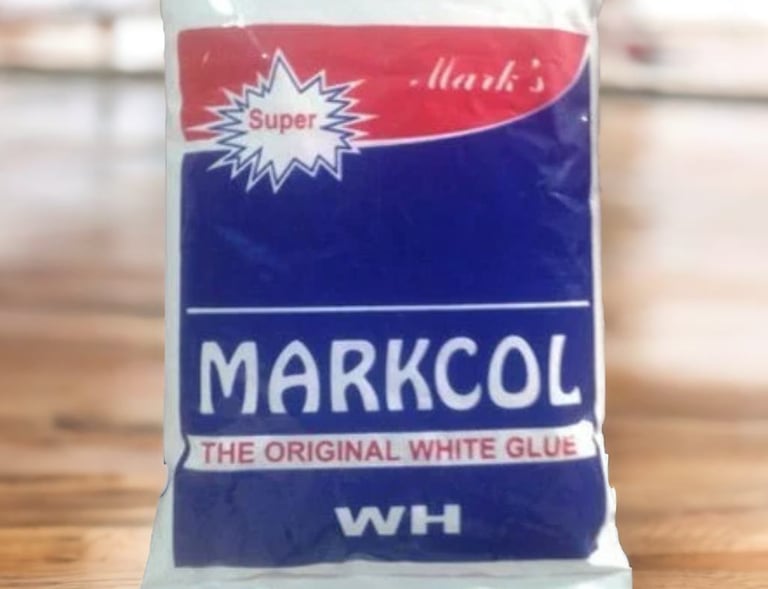 Mark's
Super
MARKCOL
THE ORIGINAL WHITE GLUE
WH